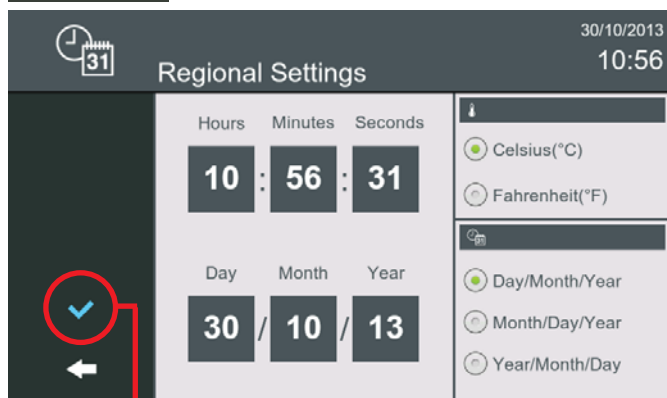 30/10/2013
31
10:56
Regional Settings
Hours Minutes Seconds
10 : 56 : 31
Celsius(°C)
Fahrenheit(°F)
31
Day Month Year
30 / 10 / 13
Day/Month/Year
Month/Day/Year
Year/Month/Day